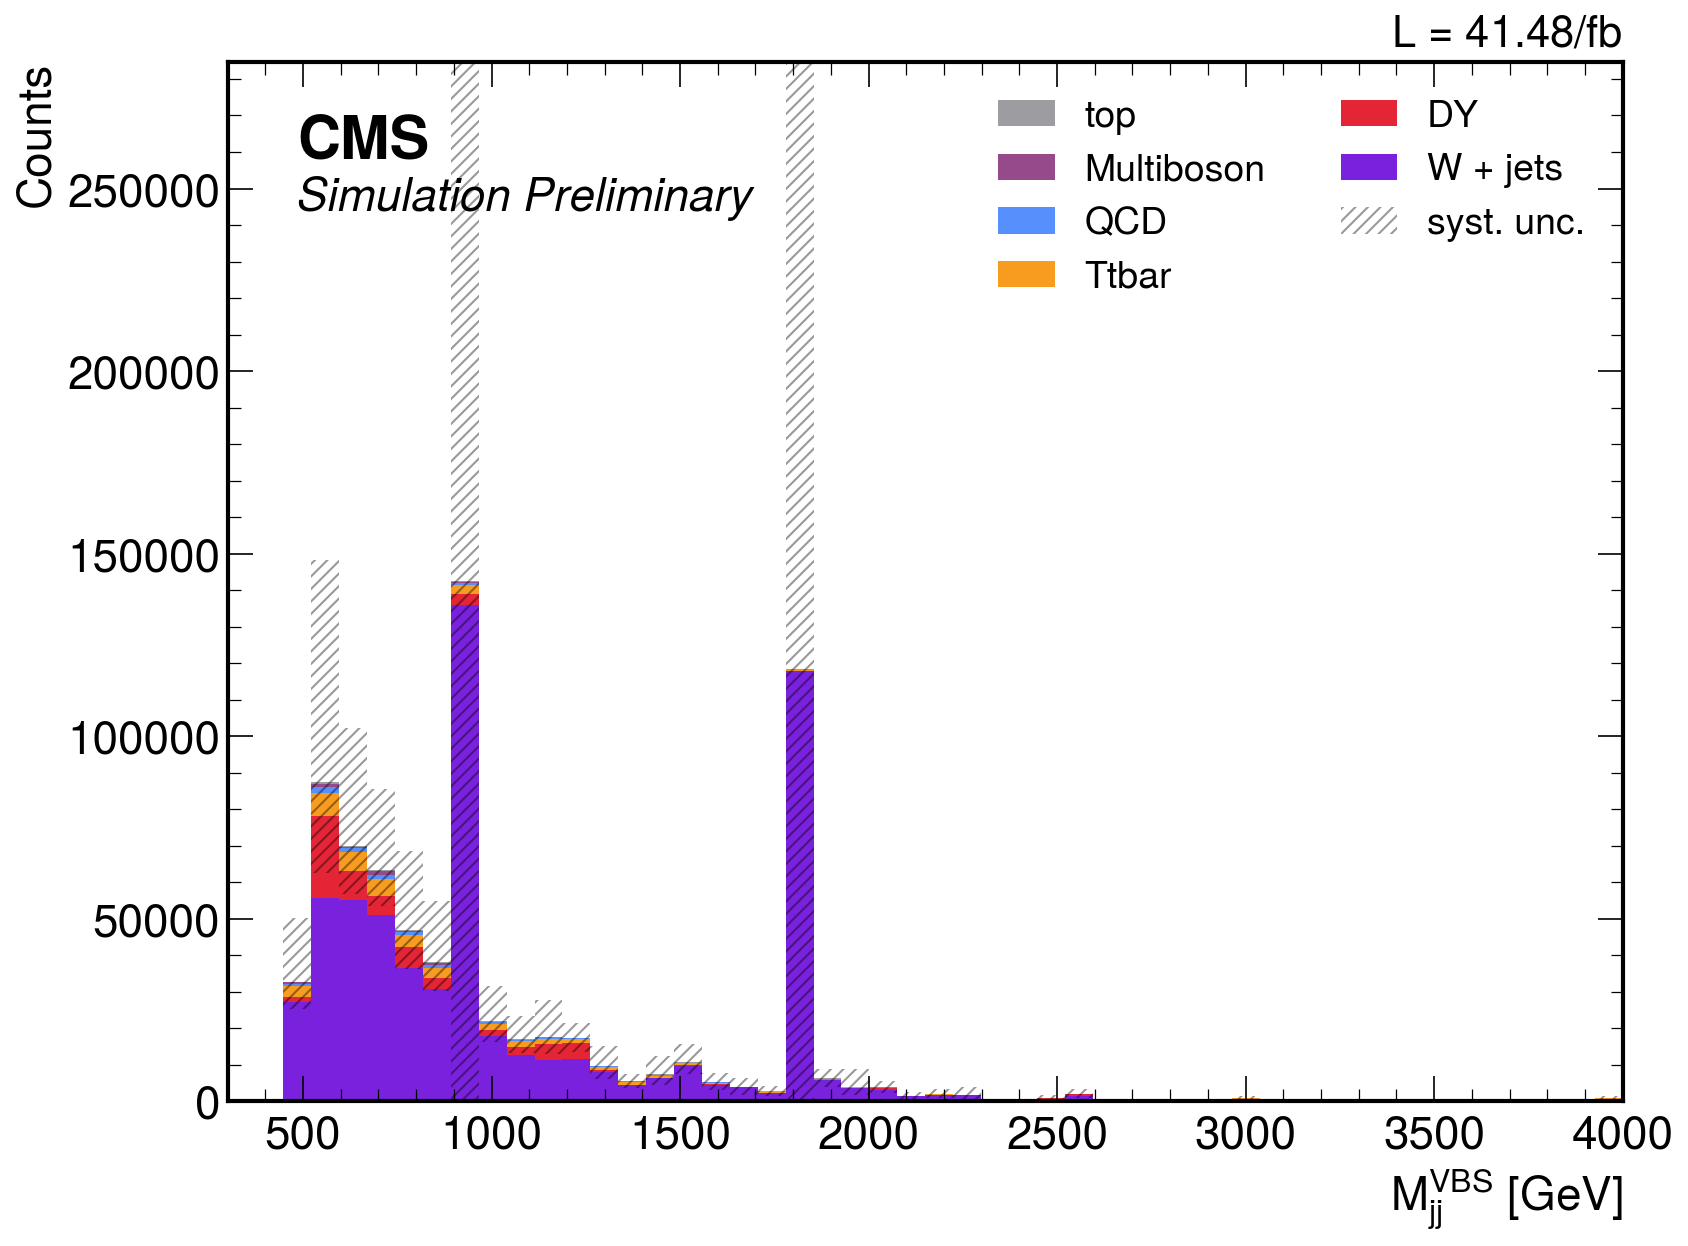 L = 41.48/fb
Counts
CMS
Simulation Preliminary
top
Multiboson
QCD
Ttbar
DY
W + jets
syst. unc.
250000
200000
150000
100000
50000
0
500 1000 1500 2000 2500 3000 3500 4000
M_jj^VBS [GeV]